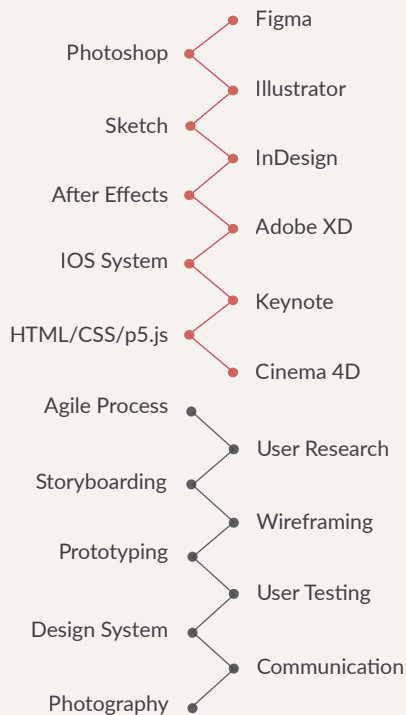 Figma
Photoshop
Illustrator
Sketch
InDesign
After Effects
Adobe XD
IOS System
Keynote
HTML/CSS/p5.js
Cinema 4D
Agile Process
User Research
Storyboarding
Wireframing
Prototyping
User Testing
Design System
Communication
Photography